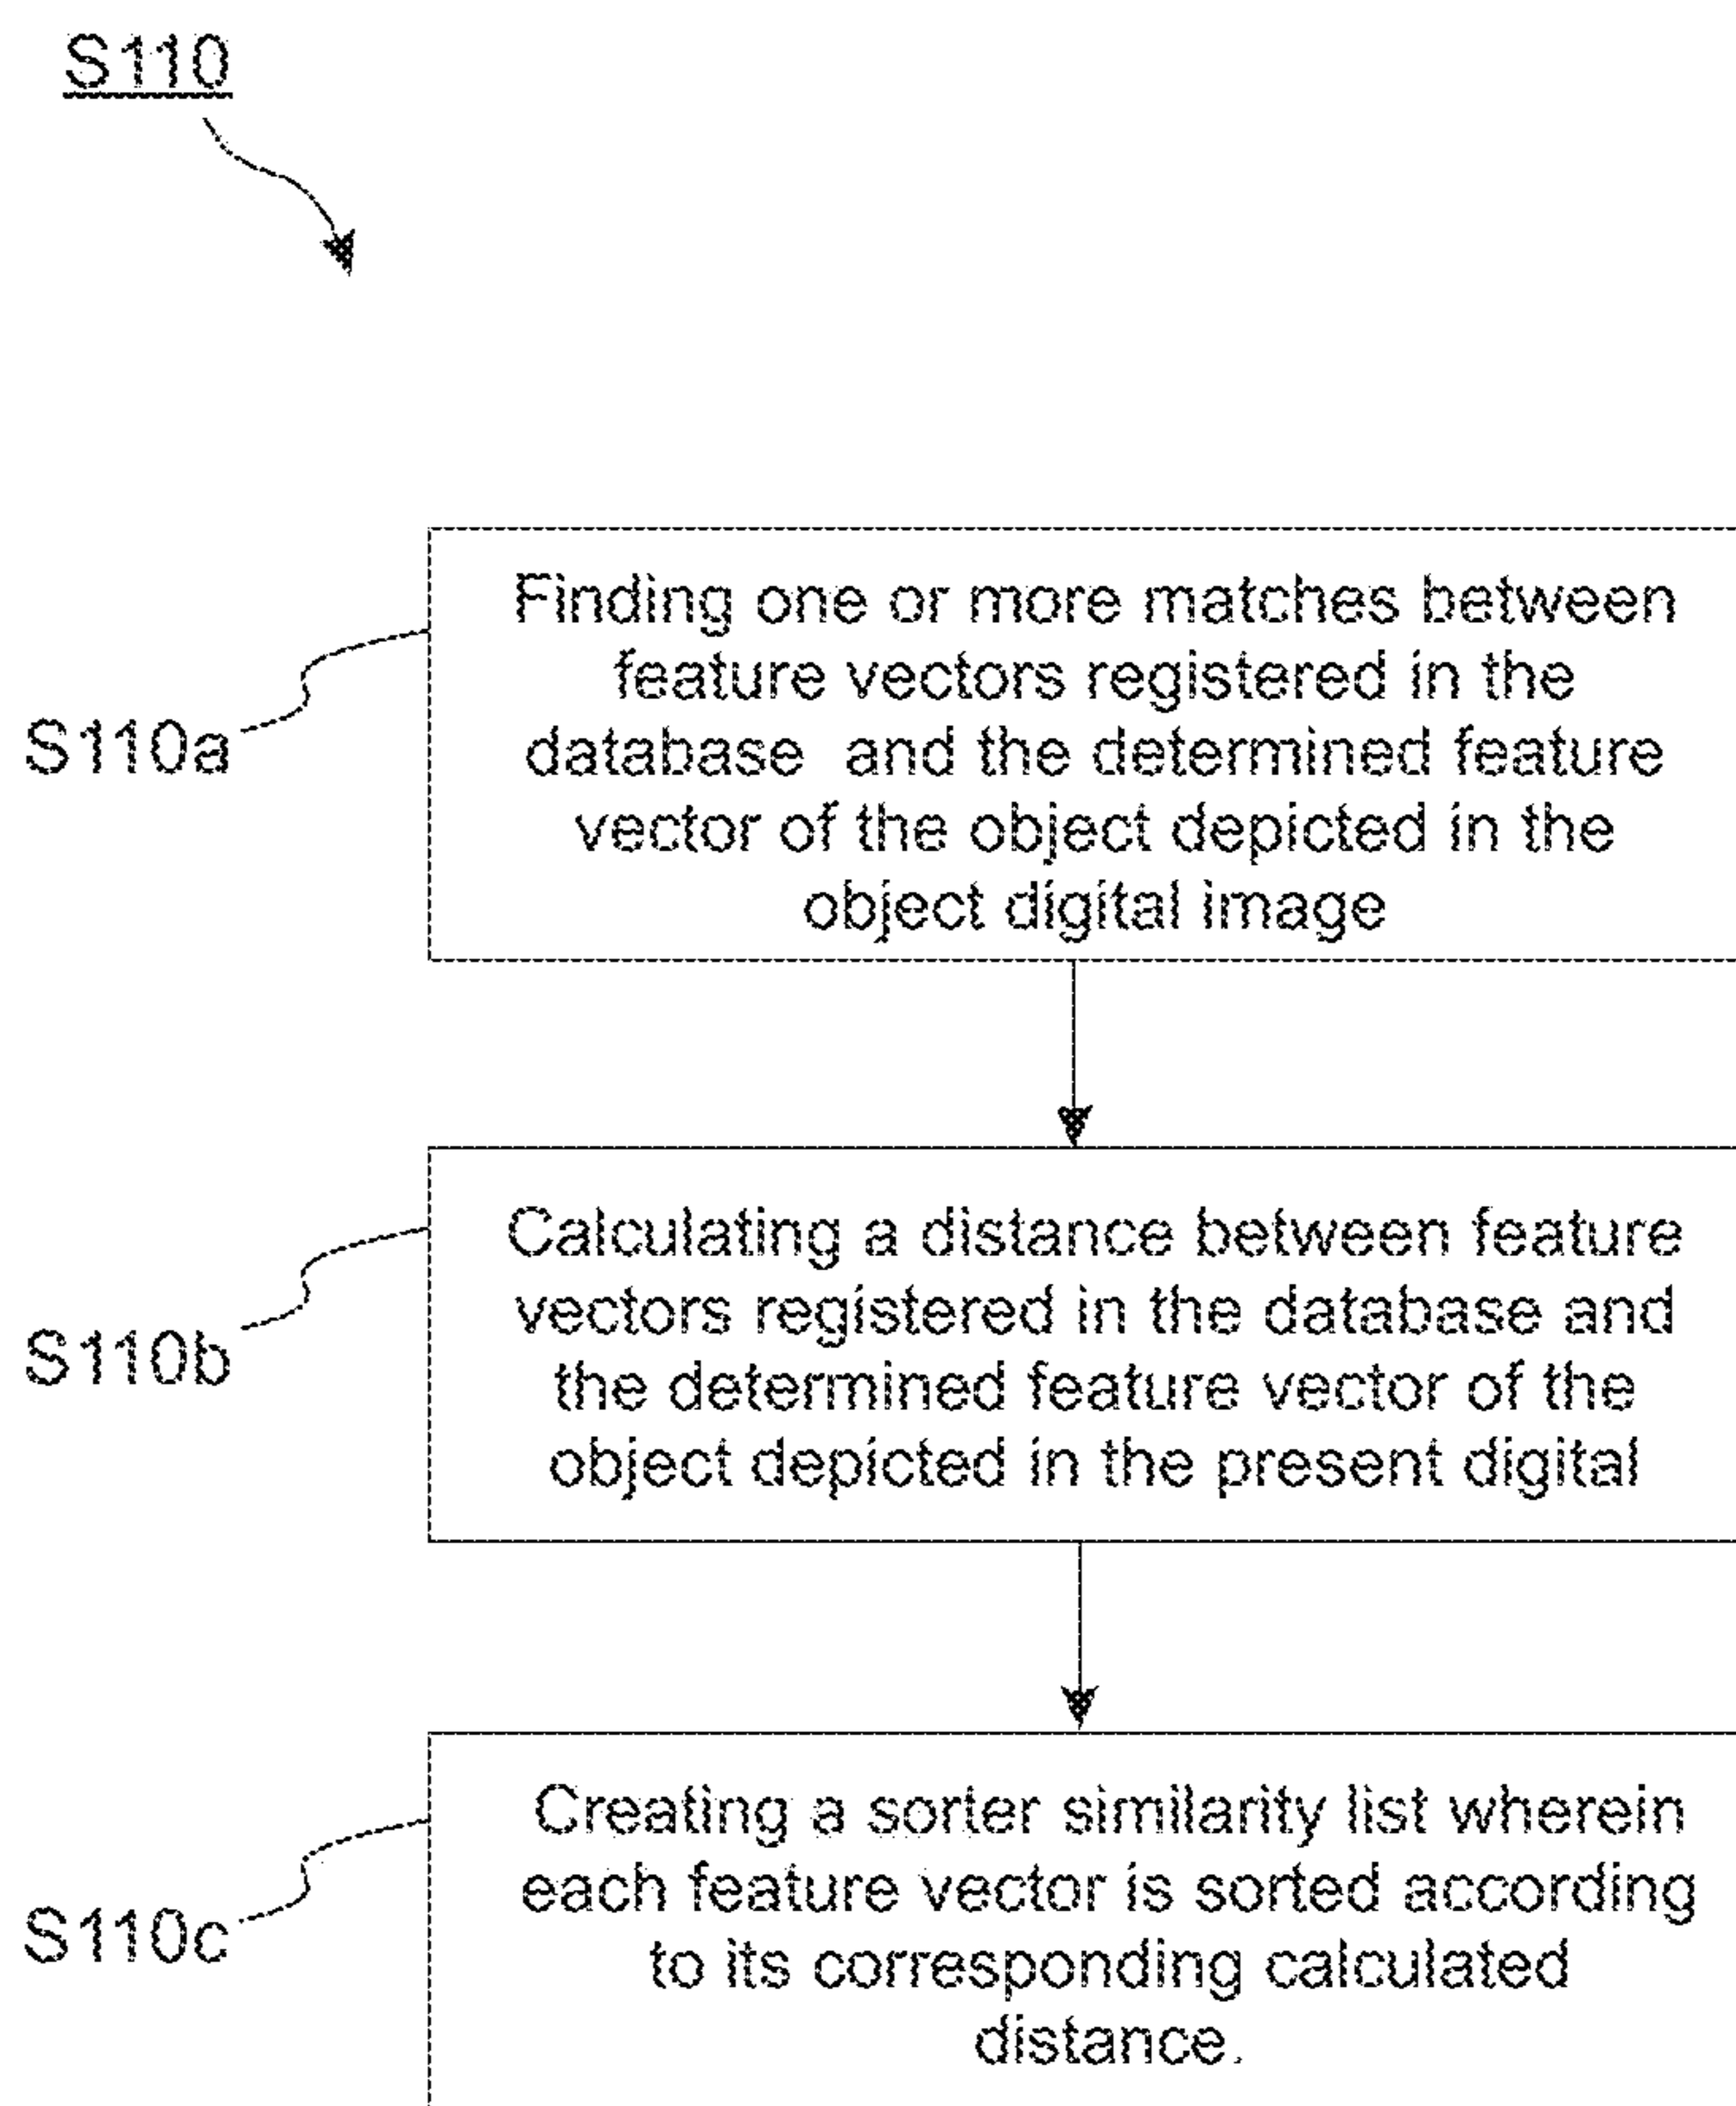 S110
Finding one or more matches between
feature vectors registered in the
database and the determined feature
vector of the object depicted in the
object digital image
S110a
Calculating a distance between feature
vectors registered in the database and
the determined feature vector of the
object depicted in the present digital
S110b
Creating a sorter similarity list wherein
each feature vector is sorted according
to its corresponding calculated
distance.
S110c